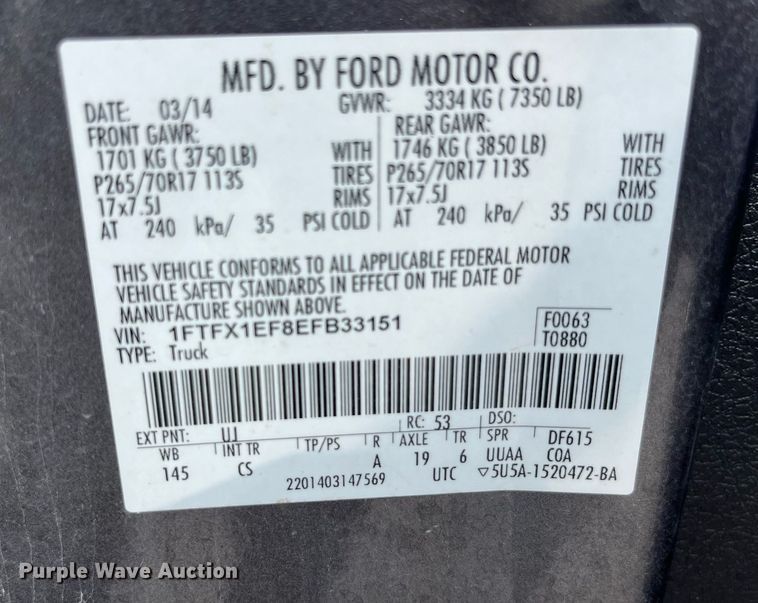 MFD. BY FORD MOTOR CO.
DATE: 03/14 GVWR: 3334 KG ( 7350 LB)
FRONT GAWR: REAR GAWR:
1701 KG ( 3750 LB) WITH 1746 KG ( 3850 LB) WITH
P265/70R17 113S TIRES P265/70R17 113S TIRES
17x7.5J RIMS 17x7.5J RIMS
AT 240 kPa/ 35 PSI COLD AT 240 kPa/ 35 PSI COLD
THIS VEHICLE CONFORMS TO ALL APPLICABLE FEDERAL MOTOR
VEHICLE SAFETY STANDARDS IN EFFECT ON THE DATE OF
MANUFACTURE SHOWN ABOVE.
VIN: 1FTFX1EF8EFB33151 F0063
TYPE: Truck T0880
EXT PNT: UJ RC: 53 DSO:
WB INT TR TP/PS R AXLE TR SPR DF615
145 CS A 19 6 UUAA C0A
2201403147569 UTC ▽5U5A-1520472-BA
Purple Wave Auction